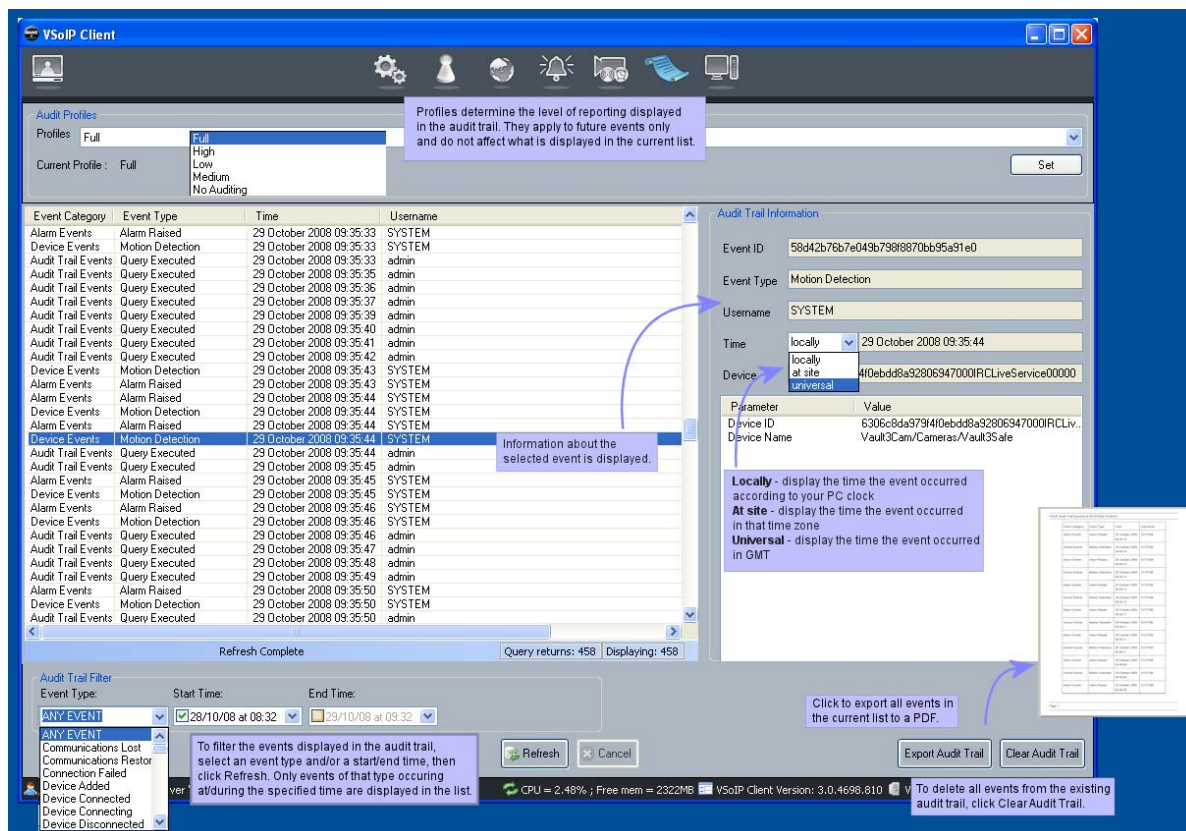 VSoIP Client
Profiles determine the level of reporting displayed
in the audit trail. They apply to future events only
and do not affect what is displayed in the current list.
Audit Profiles
Profiles Full
Full
High
Low
Medium
No Auditing
Current Profile : Full
Set
Event Category Event Type Time Username
Alarm Events Alarm Raised 29 October 2008 09:35:33 SYSTEM
Device Events Motion Detection 29 October 2008 09:35:33 SYSTEM
Audit Trail Events Query Executed 29 October 2008 09:35:33 admin
Audit Trail Events Query Executed 29 October 2008 09:35:35 admin
Audit Trail Events Query Executed 29 October 2008 09:35:36 admin
Audit Trail Events Query Executed 29 October 2008 09:35:37 admin
Audit Trail Events Query Executed 29 October 2008 09:35:39 admin
Audit Trail Events Query Executed 29 October 2008 09:35:40 admin
Audit Trail Events Query Executed 29 October 2008 09:35:41 admin
Audit Trail Events Query Executed 29 October 2008 09:35:42 admin
Device Events Motion Detection 29 October 2008 09:35:43 SYSTEM
Alarm Events Alarm Raised 29 October 2008 09:35:43 SYSTEM
Alarm Events Alarm Raised 29 October 2008 09:35:44 SYSTEM
Device Events Motion Detection 29 October 2008 09:35:44 SYSTEM
Alarm Events Alarm Raised 29 October 2008 09:35:44 SYSTEM
Device Events Motion Detection 29 October 2008 09:35:44 SYSTEM
Audit Trail Events Query Executed 29 October 2008 09:35:44 admin
Audit Trail Events Query Executed 29 October 2008 09:35:45 admin
Alarm Events Alarm Raised 29 October 2008 09:35:45 SYSTEM
Device Events Motion Detection 29 October 2008 09:35:45 SYSTEM
Alarm Events Alarm Raised 29 October 2008 09:35:46 SYSTEM
Device Events Motion Detection 29 October 2008 09:35:46 SYSTEM
Audit Trail Events Query Executed 29 October 2008 09:35:46 admin
Audit Trail Events Query Executed 29 October 2008 09:35:47 admin
Audit Trail Events Query Executed 29 October 2008 09:35:48 admin
Audit Trail Events Query Executed 29 October 2008 09:35:49 admin
Alarm Events Alarm Raised 29 October 2008 09:35:50 SYSTEM
Device Events Motion Detection 29 October 2008 09:35:50 SYSTEM
Audit Trail Events Query Executed 29 October 2008 09:35:50 admin
Refresh Complete
Query returns: 458 Displaying: 458
Audit Trail Information
Event ID 58d42b76b7e049b798f8870bb95a91e0
Event Type Motion Detection
Username SYSTEM
Time locally 29 October 2008 09:35:44
locally
at site
universal
Device 4f0ebdd8a92806947000IRCLiveService00000
Parameter Value
Device ID 6306c8da979f4f0ebdd8a92806947000IRCLiv..
Device Name Vault3Cam/Cameras/Vault3Safe
Information about the
selected event is displayed.
Locally - display the time the event occurred
according to your PC clock
At site - display the time the event occurred
in that time zone
Universal - display the time the event occurred
in GMT
Click to export all events in
the current list to a PDF.
Audit Trail Filter
Event Type: Start Time: End Time:
ANY EVENT 28/10/08 at 08:32 29/10/08 at 09:32
ANY EVENT
Communications Lost
Communications Restor
Connection Failed
Device Added
Device Connected
Device Connecting
Device Disconnected
To filter the events displayed in the audit trail,
select an event type and/or a start/end time, then
click Refresh. Only events of that type occuring
at/during the specified time are displayed in the list.
Refresh Cancel
Export Audit Trail Clear Audit Trail
CPU = 2.48% ; Free mem = 2322MB VSoIP Client Version: 3.0.4698.810
To delete all events from the existing
audit trail, click Clear Audit Trail.